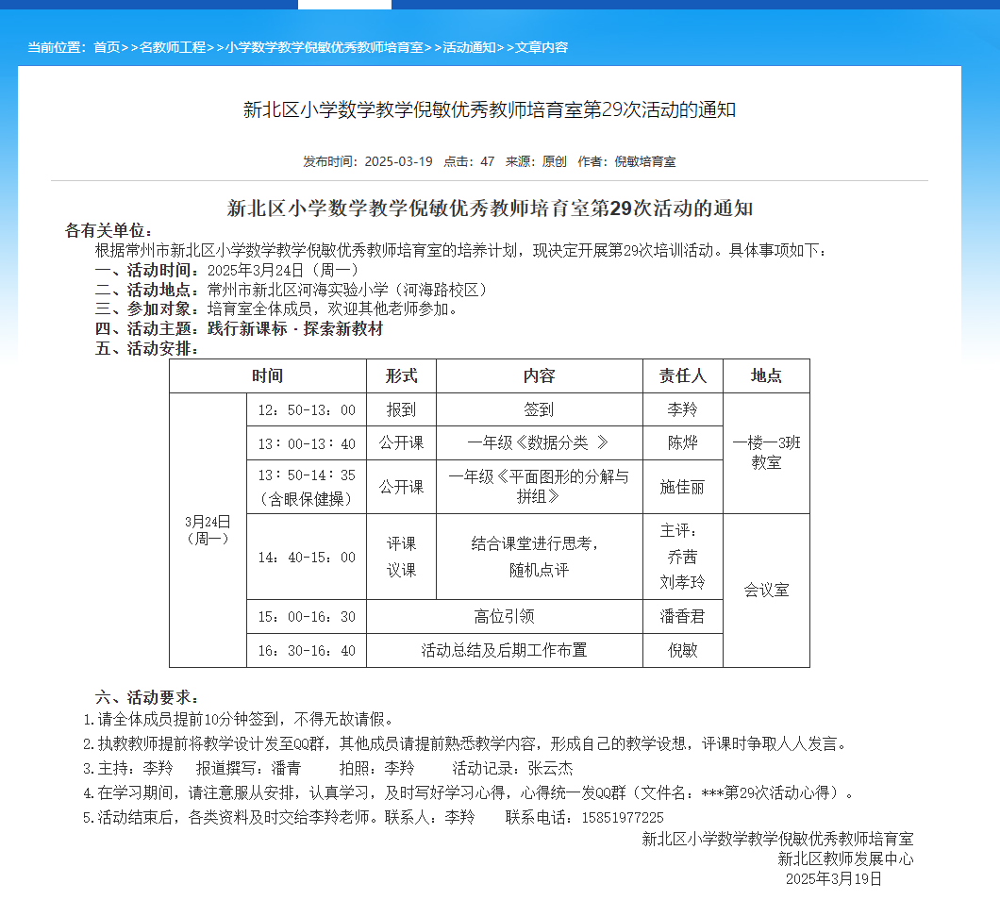 当前位置：首页>>名教师工程>>小学数学教学倪敏优秀教师培育室>>活动通知>>文章内容
新北区小学数学教学倪敏优秀教师培育室第29次活动的通知
发布时间：2025-03-19 点击：47 来源：原创 作者：倪敏培育室
新北区小学数学教学倪敏优秀教师培育室第29次活动的通知
各有关单位：
根据常州市新北区小学数学教学倪敏优秀教师培育室的培养计划，现决定开展第29次培训活动。具体事项如下：
一、活动时间：2025年3月24日（周一）
二、活动地点：常州市新北区河海实验小学（河海路校区）
三、参加对象：培育室全体成员，欢迎其他老师参加。
四、活动主题：践行新课标·探索新教材
五、活动安排：
时间 形式 内容 责任人 地点
3月24日
（周一）
12：50-13：00 报到 签到 李羚
13：00-13：40 公开课 一年级《数据分类 》 陈烨
一楼一3班
教室
13：50-14：35
（含眼保健操）
公开课
一年级《平面图形的分解与
拼组》
施佳丽
14：40-15：00
评课
议课
结合课堂进行思考，
随机点评
主评：
乔茜
刘孝玲
会议室
15：00-16：30 高位引领 潘香君
16：30-16：40 活动总结及后期工作布置 倪敏
六、活动要求：
1.请全体成员提前10分钟签到，不得无故请假。
2.执教教师提前将教学设计发至QQ群，其他成员请提前熟悉教学内容，形成自己的教学设想，评课时争取人人发言。
3.主持：李羚 报道撰写：潘青 拍照：李羚 活动记录：张云杰
4.在学习期间，请注意服从安排，认真学习，及时写好学习心得，心得统一发QQ群（文件名：***第29次活动心得）。
5.活动结束后，各类资料及时交给李羚老师。联系人：李羚 联系电话：15851977225
新北区小学数学教学倪敏优秀教师培育室
新北区教师发展中心
2025年3月19日